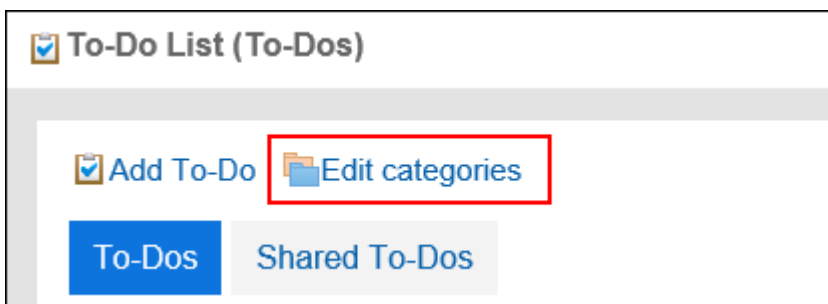 To-Do List (To-Dos)
Add To-Do Edit categories
To-Dos Shared To-Dos